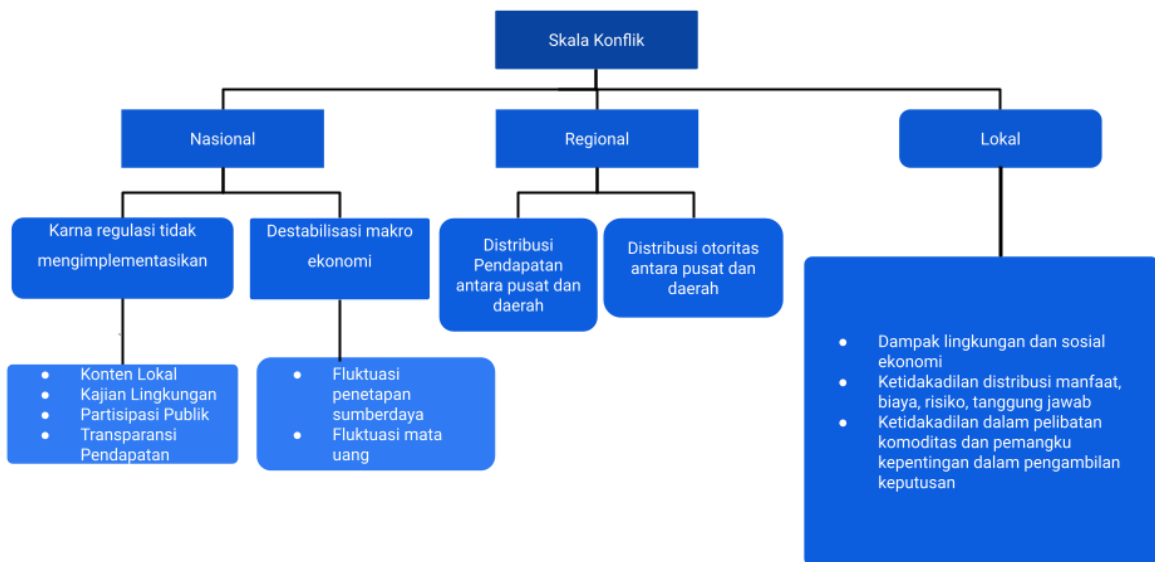 Skala Konflik
Nasional
Regional
Lokal
Karna regulasi tidak
mengimplementasikan
Destabilisasi makro
ekonomi
Distribusi
Pendapatan
antara pusat dan
daerah
Distribusi otoritas
antara pusat dan
daerah
● Konten Lokal
● Kajian Lingkungan
● Partisipasi Publik
● Transparansi
Pendapatan
● Fluktuasi
penetapan
sumberdaya
● Fluktuasi mata
uang
● Dampak lingkungan dan sosial
ekonomi
● Ketidakadilan distribusi manfaat,
biaya, risiko, tanggung jawab
● Ketidakadilan dalam pelibatan
komoditas dan pemangku
kepentingan dalam pengambilan
keputusan